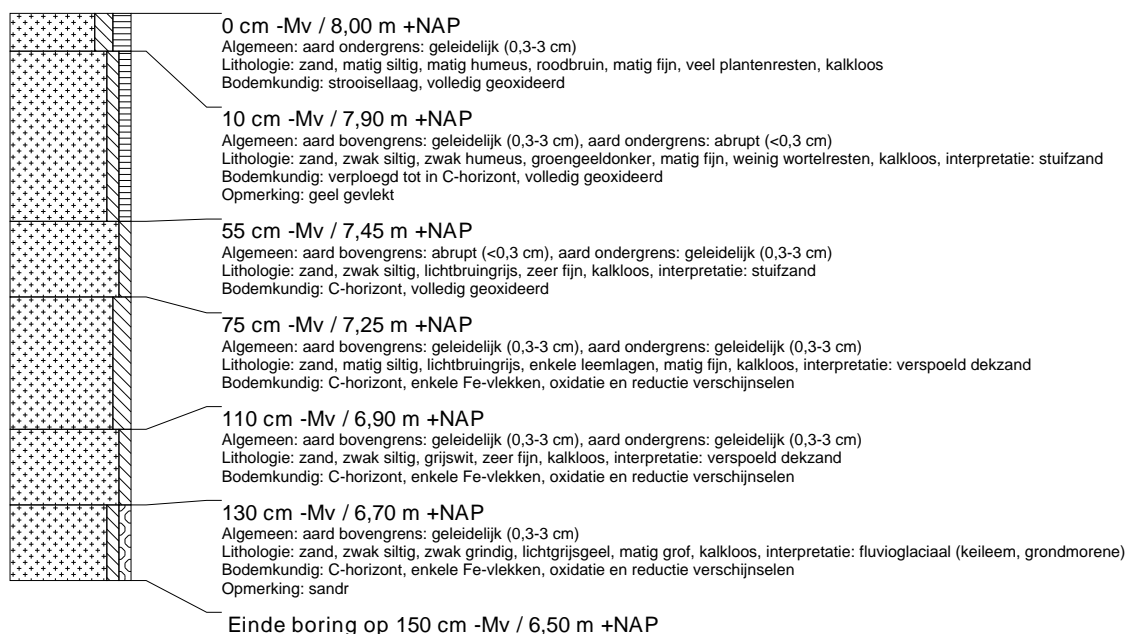 0 cm -Mv / 8,00 m +NAP
Algemeen: aard ondergrens: geleidelijk (0,3-3 cm)
Lithologie: zand, matig siltig, matig humeus, roodbruin, matig fijn, veel plantenresten, kalkloos
Bodemkundig: strooisellaag, volledig geoxideerd
10 cm -Mv / 7,90 m +NAP
Algemeen: aard bovengrens: geleidelijk (0,3-3 cm), aard ondergrens: abrupt (<0,3 cm)
Lithologie: zand, zwak siltig, zwak humeus, groengeeldonker, matig fijn, weinig wortelresten, kalkloos, interpretatie: stuifzand
Bodemkundig: verploegd tot in C-horizont, volledig geoxideerd
Opmerking: geel gevlekt
55 cm -Mv / 7,45 m +NAP
Algemeen: aard bovengrens: abrupt (<0,3 cm), aard ondergrens: geleidelijk (0,3-3 cm)
Lithologie: zand, zwak siltig, lichtbruingrijs, zeer fijn, kalkloos, interpretatie: stuifzand
Bodemkundig: C-horizont, volledig geoxideerd
75 cm -Mv / 7,25 m +NAP
Algemeen: aard bovengrens: geleidelijk (0,3-3 cm), aard ondergrens: geleidelijk (0,3-3 cm)
Lithologie: zand, matig siltig, lichtbruingrijs, enkele leemlagen, matig fijn, kalkloos, interpretatie: verspoeld dekzand
Bodemkundig: C-horizont, enkele Fe-vlekken, oxidatie en reductie verschijnselen
110 cm -Mv / 6,90 m +NAP
Algemeen: aard bovengrens: geleidelijk (0,3-3 cm), aard ondergrens: geleidelijk (0,3-3 cm)
Lithologie: zand, zwak siltig, grijswit, zeer fijn, kalkloos, interpretatie: verspoeld dekzand
Bodemkundig: C-horizont, enkele Fe-vlekken, oxidatie en reductie verschijnselen
130 cm -Mv / 6,70 m +NAP
Algemeen: aard bovengrens: geleidelijk (0,3-3 cm)
Lithologie: zand, zwak siltig, zwak grindig, lichtgrijsgeel, matig grof, kalkloos, interpretatie: fluvioglaciaal (keileem, grondmorene)
Bodemkundig: C-horizont, enkele Fe-vlekken, oxidatie en reductie verschijnselen
Opmerking: sandr
Einde boring op 150 cm -Mv / 6,50 m +NAP